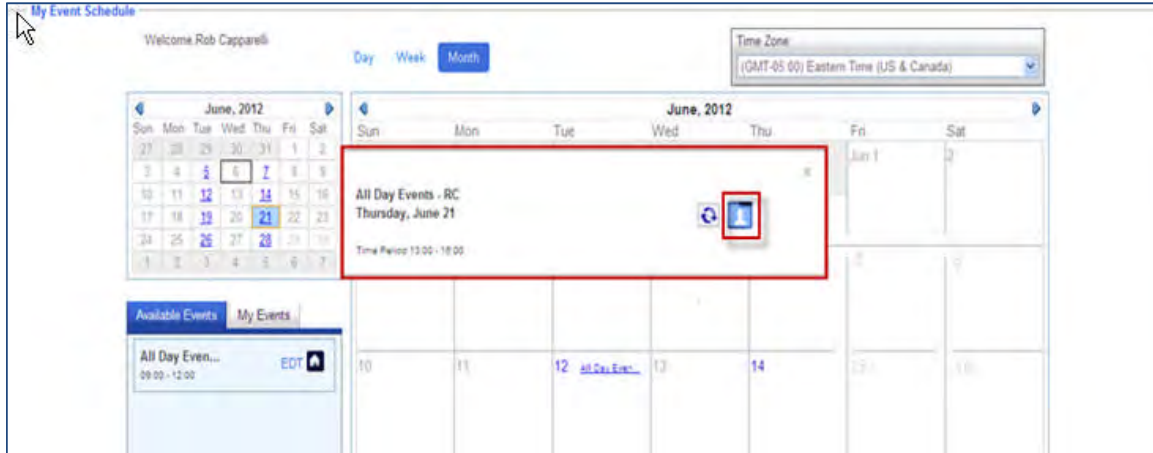 My Event Schedule
Welcome Rob Capparelli
Day Week Month
Time Zone
(GMT-05:00) Eastern Time (US & Canada)
June, 2012
Sun Mon Tue Wed Thu Fri Sat
27 28 29 30 31 1 2
3 4 5 6 7 8 9
10 11 12 13 14 15 16
17 18 19 20 21 22 23
24 25 26 27 28 29 30
1 2 3 4 5 6 7
Available Events My Events
All Day Even...
EDT
09:00 - 12:00
June, 2012
Sun Mon Tue Wed Thu Fri Sat
Jun 1 2
x
All Day Events - RC
Thursday, June 21
Time Period 13:00 - 16:00
8 9
10 11 12 All Day Even... 13 14 15 16